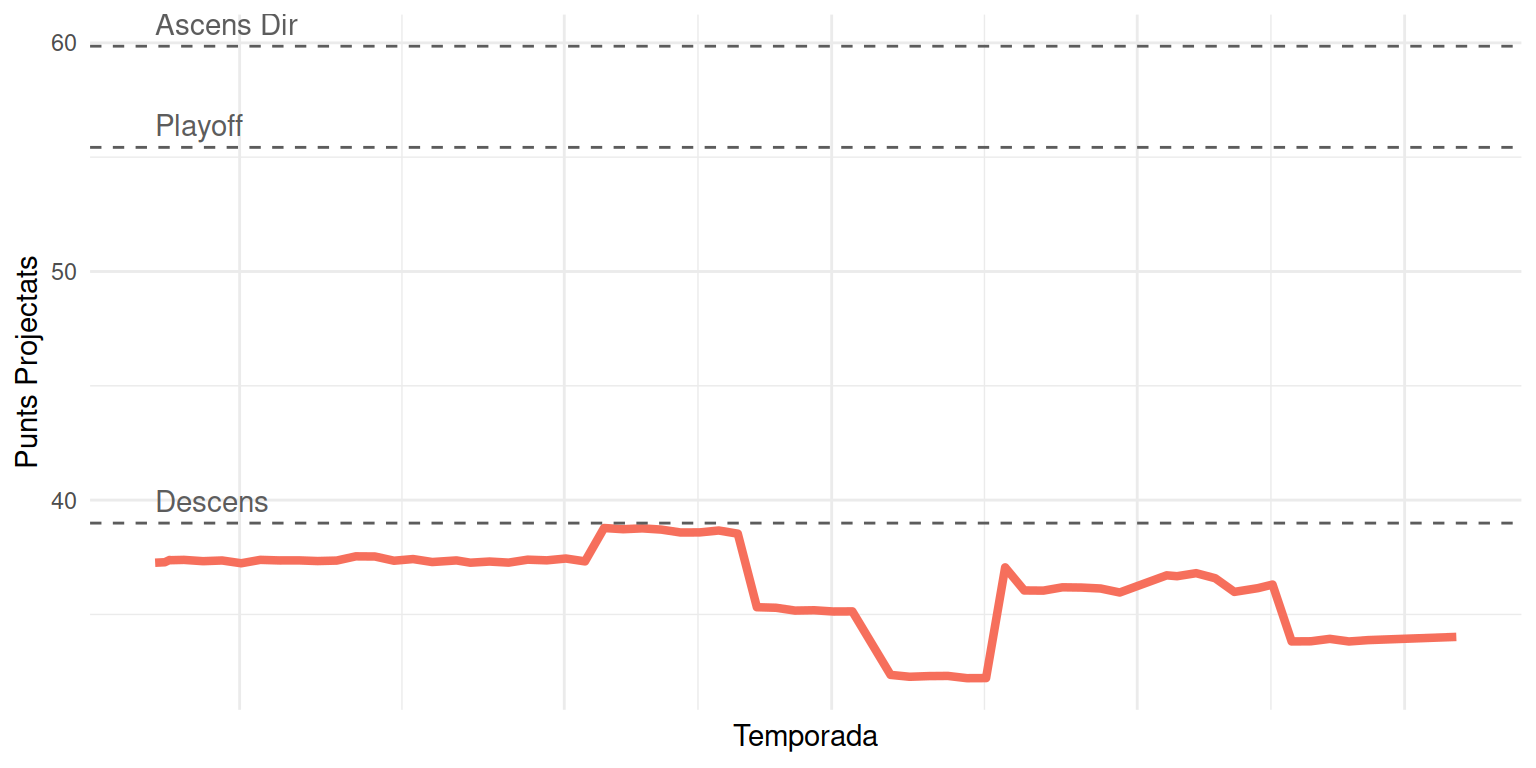 Ascens Dir
60
Playoff
50
Punts Projectats
Descens
40
Temporada